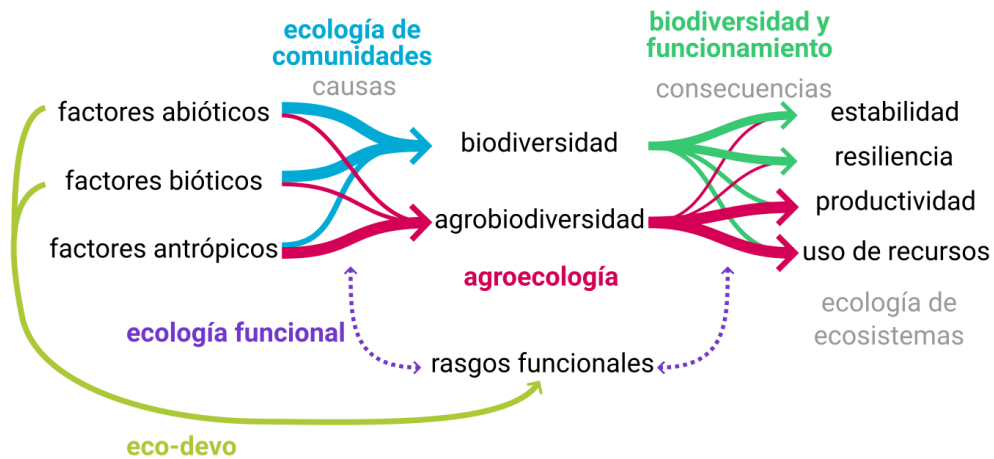 ecología de
comunidades
causas
biodiversidad y
funcionamiento
consecuencias
factores abióticos
factores bióticos
factores antrópicos
biodiversidad
agrobiodiversidad
agroecología
estabilidad
resiliencia
productividad
uso de recursos
ecología de
ecosistemas
ecología funcional
rasgos funcionales
eco-devo